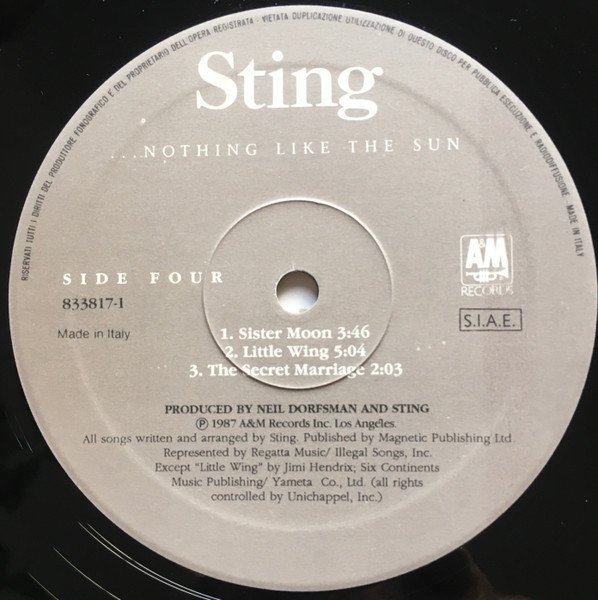 RISERVATI TUTTI I DIRITTI DEL PRODUTTORE FONOGRAFICO E DEL PROPRIETARIO DELL'OPERA REGISTRATA - VIETATA DUPLICAZIONE UTILIZZAZIONE DI QUESTO DISCO PER PUBBLICA ESECUZIONE E RADIODIFFUSIONE. MADE IN ITALY
Sting
...NOTHING LIKE THE SUN
SIDE FOUR
833817-1
Made in Italy
A&M
RECORDS
S.I.A.E.
1. Sister Moon 3:46
2. Little Wing 5:04
3. The Secret Marriage 2:03
PRODUCED BY NEIL DORFSMAN AND STING
℗ 1987 A&M Records Inc. Los Angeles.
All songs written and arranged by Sting. Published by Magnetic Publishing Ltd.
Represented by Regatta Music/ Illegal Songs, Inc.
Except "Little Wing" by Jimi Hendrix; Six Continents
Music Publishing/ Yameta Co., Ltd. (all rights
controlled by Unichappel, Inc.)